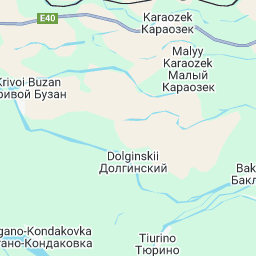 Karaozek
Караозек
E40
Malyy
Karaozek
Малый
Караозек
Krivoi Buzan
ривой Бузан
Dolginskii
Долгинский
Bak
Бакл
gano-Kondakovka
гано-Кондаковка
Tiurino
Тюрино